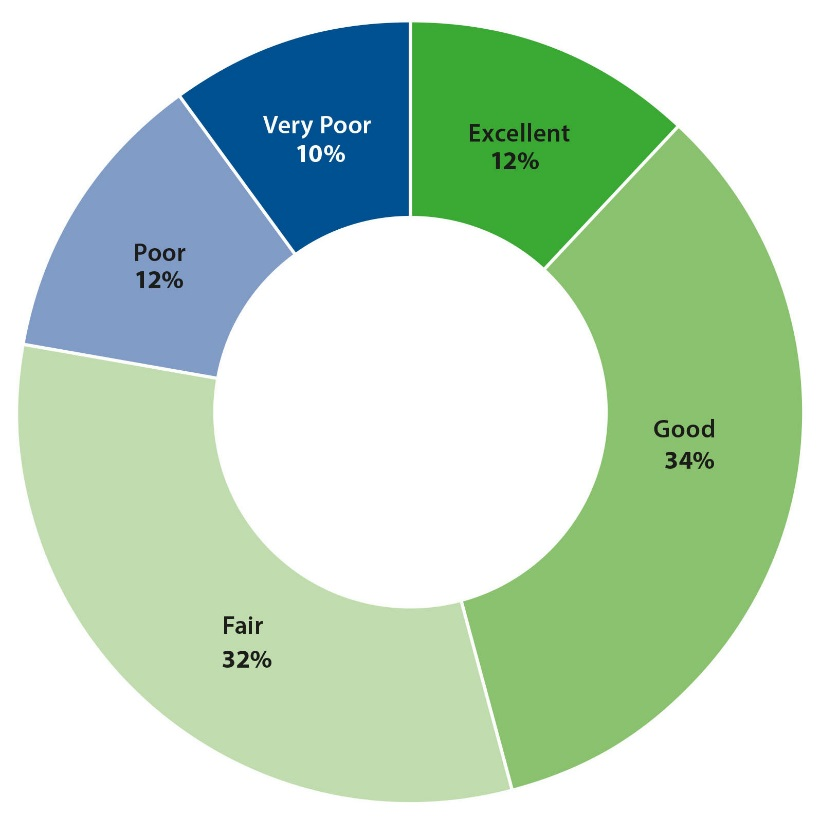 Excellent
12%
Good
34%
Fair
32%
Poor
12%
Very Poor
10%